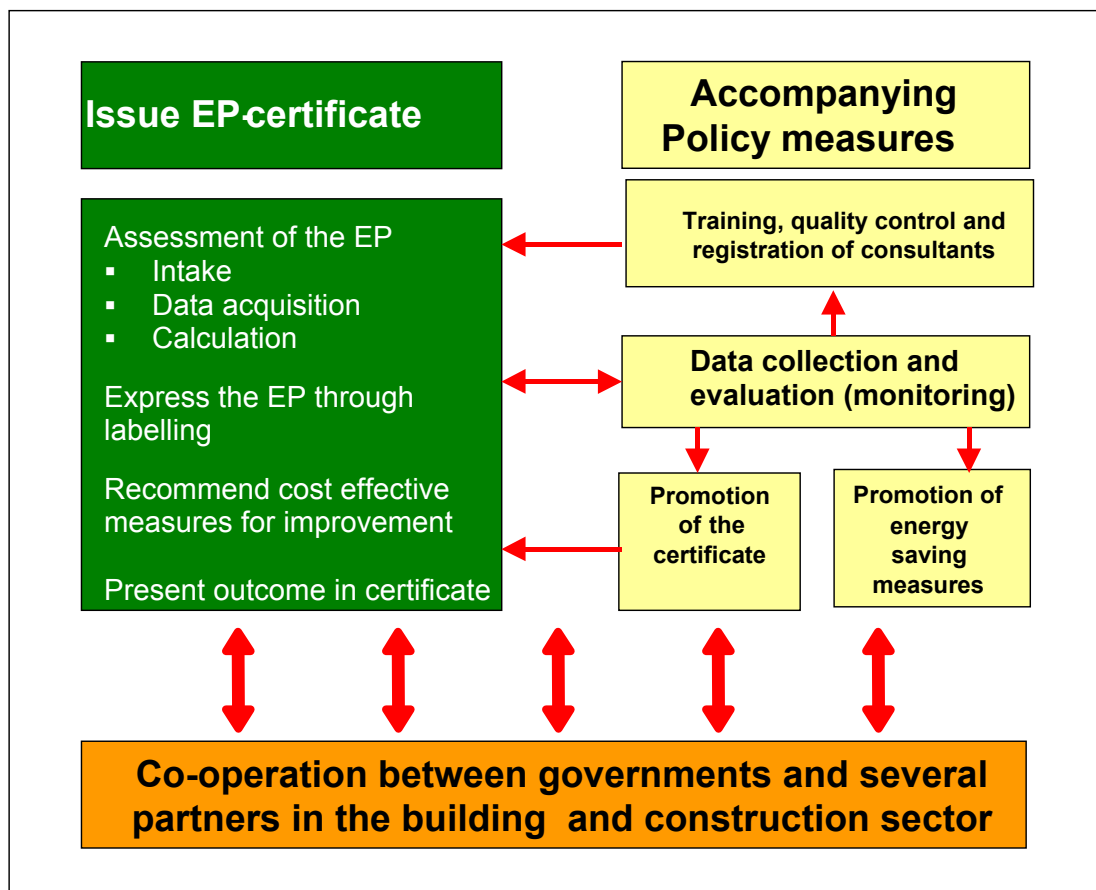 Issue EP-certificate
Accompanying
Policy measures
Assessment of the EP
▪ Intake
▪ Data acquisition
▪ Calculation
Express the EP through
labelling
Recommend cost effective
measures for improvement
Present outcome in certificate
Training, quality control and
registration of consultants
Data collection and
evaluation (monitoring)
Promotion
of the
certificate
Promotion of
energy
saving
measures
Co-operation between governments and several
partners in the building and construction sector